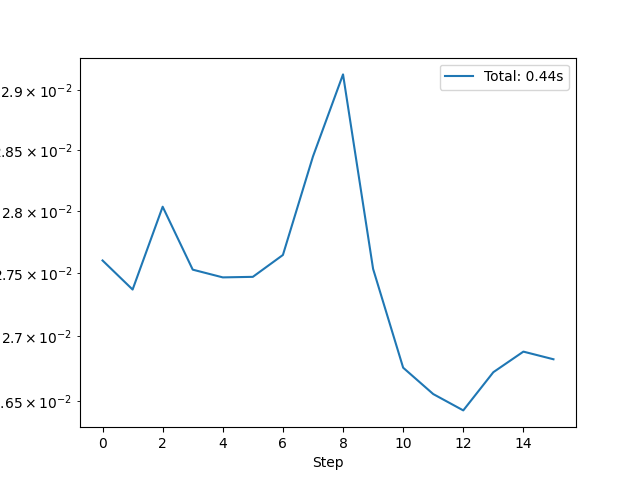 Total: 0.44s
2.9 × 10⁻²
2.85 × 10⁻²
2.8 × 10⁻²
2.75 × 10⁻²
2.7 × 10⁻²
.65 × 10⁻²
0 2 4 6 8 10 12 14
Step